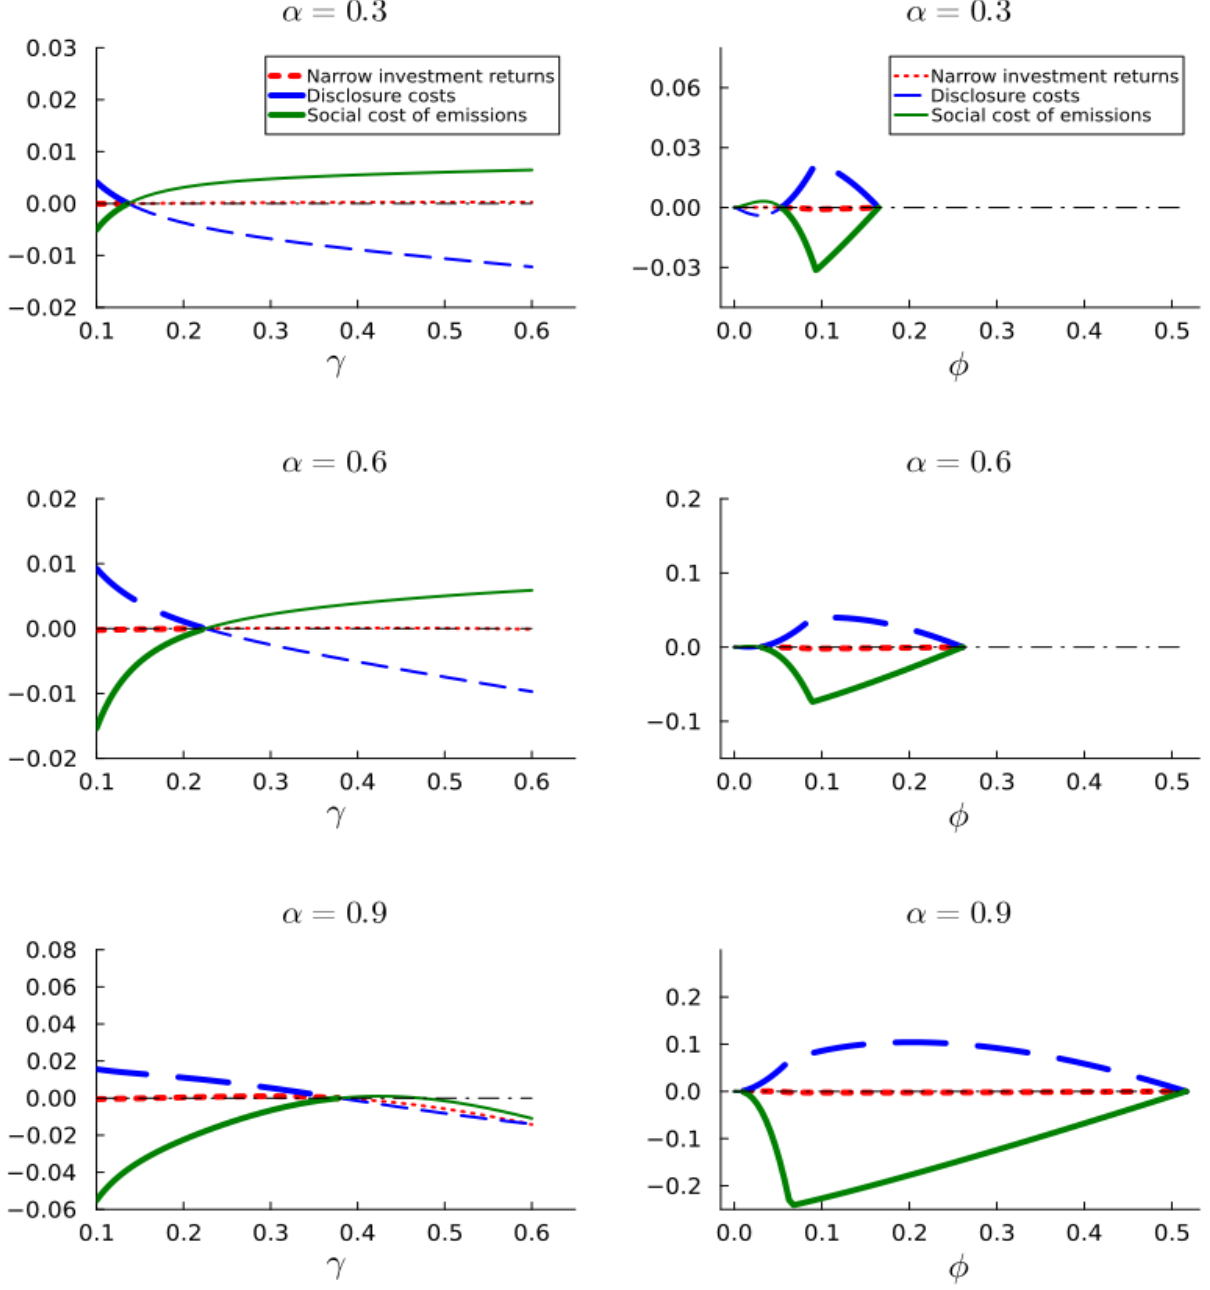 α = 0.3
0.03
0.02
0.01
0.00
−0.01
−0.02
Narrow investment returns
Disclosure costs
Social cost of emissions
0.1 0.2 0.3 0.4 0.5 0.6
γ
α = 0.3
0.06
0.03
0.00
−0.03
Narrow investment returns
Disclosure costs
Social cost of emissions
0.0 0.1 0.2 0.3 0.4 0.5
ϕ
α = 0.6
0.02
0.01
0.00
−0.01
−0.02
0.1 0.2 0.3 0.4 0.5 0.6
γ
α = 0.6
0.2
0.1
0.0
−0.1
0.0 0.1 0.2 0.3 0.4 0.5
ϕ
α = 0.9
0.08
0.06
0.04
0.02
0.00
−0.02
−0.04
−0.06
0.1 0.2 0.3 0.4 0.5 0.6
γ
α = 0.9
0.2
0.1
0.0
−0.1
−0.2
0.0 0.1 0.2 0.3 0.4 0.5
ϕ